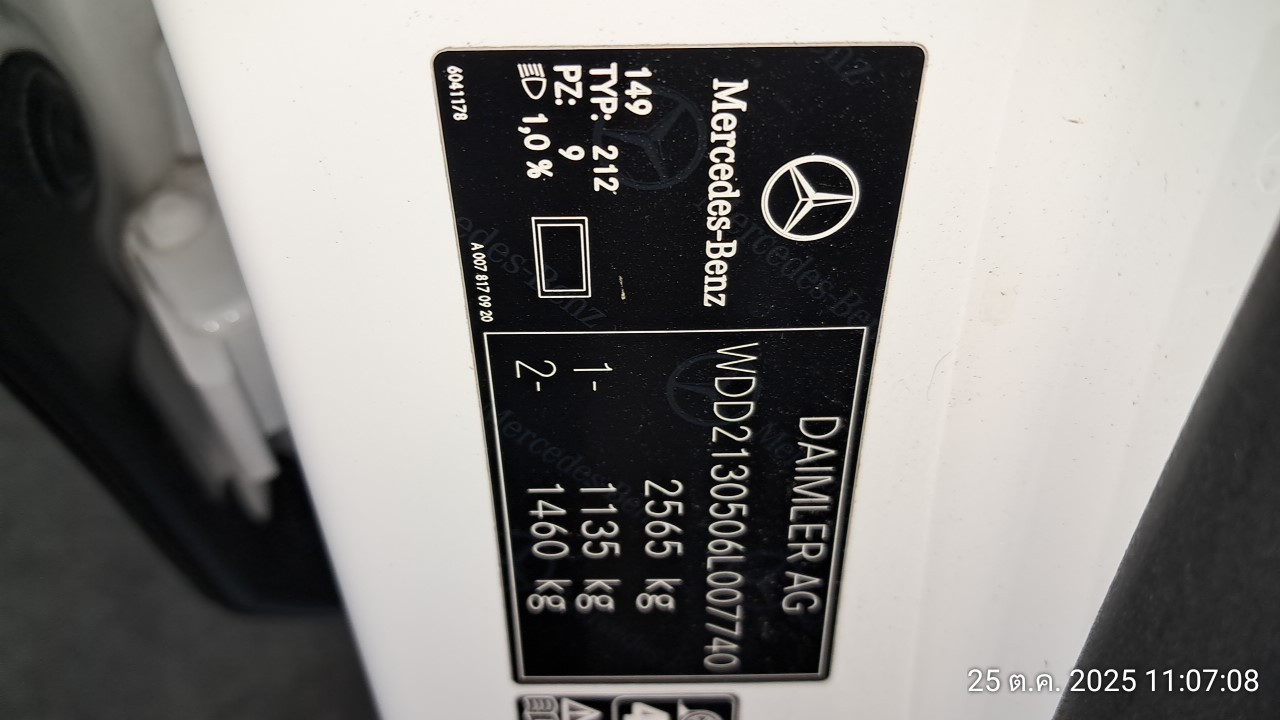 Mercedes-Benz
149
TYP: 212
PZ: 9
1,0 %
6041178
A 007 817 09 20
DAIMLER AG
WDD2130506L007740
2565 kg
1- 1135 kg
2- 1460 kg
25 ต.ค. 2025 11:07:08